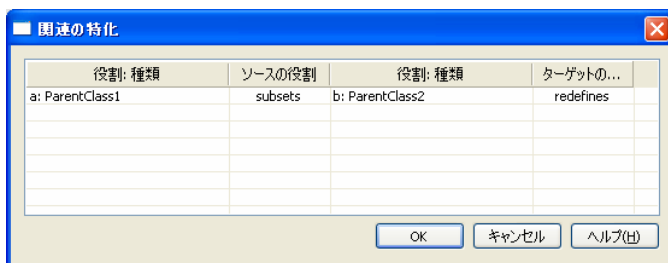 関連の特化
役割: 種類 ソースの役割 役割: 種類 ターゲットの...
a: ParentClass1 subsets b: ParentClass2 redefines
OK キャンセル ヘルプ(H)